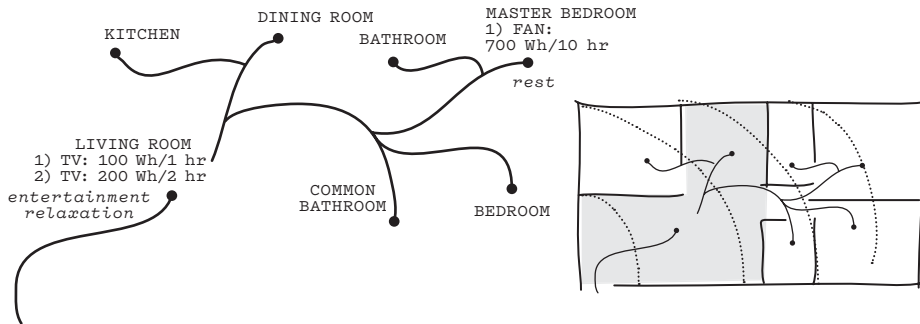 DINING ROOM
KITCHEN
MASTER BEDROOM
1) FAN:
700 Wh/10 hr
BATHROOM
rest
LIVING ROOM
1) TV: 100 Wh/1 hr
2) TV: 200 Wh/2 hr
entertainment
relaxation
COMMON
BATHROOM
BEDROOM